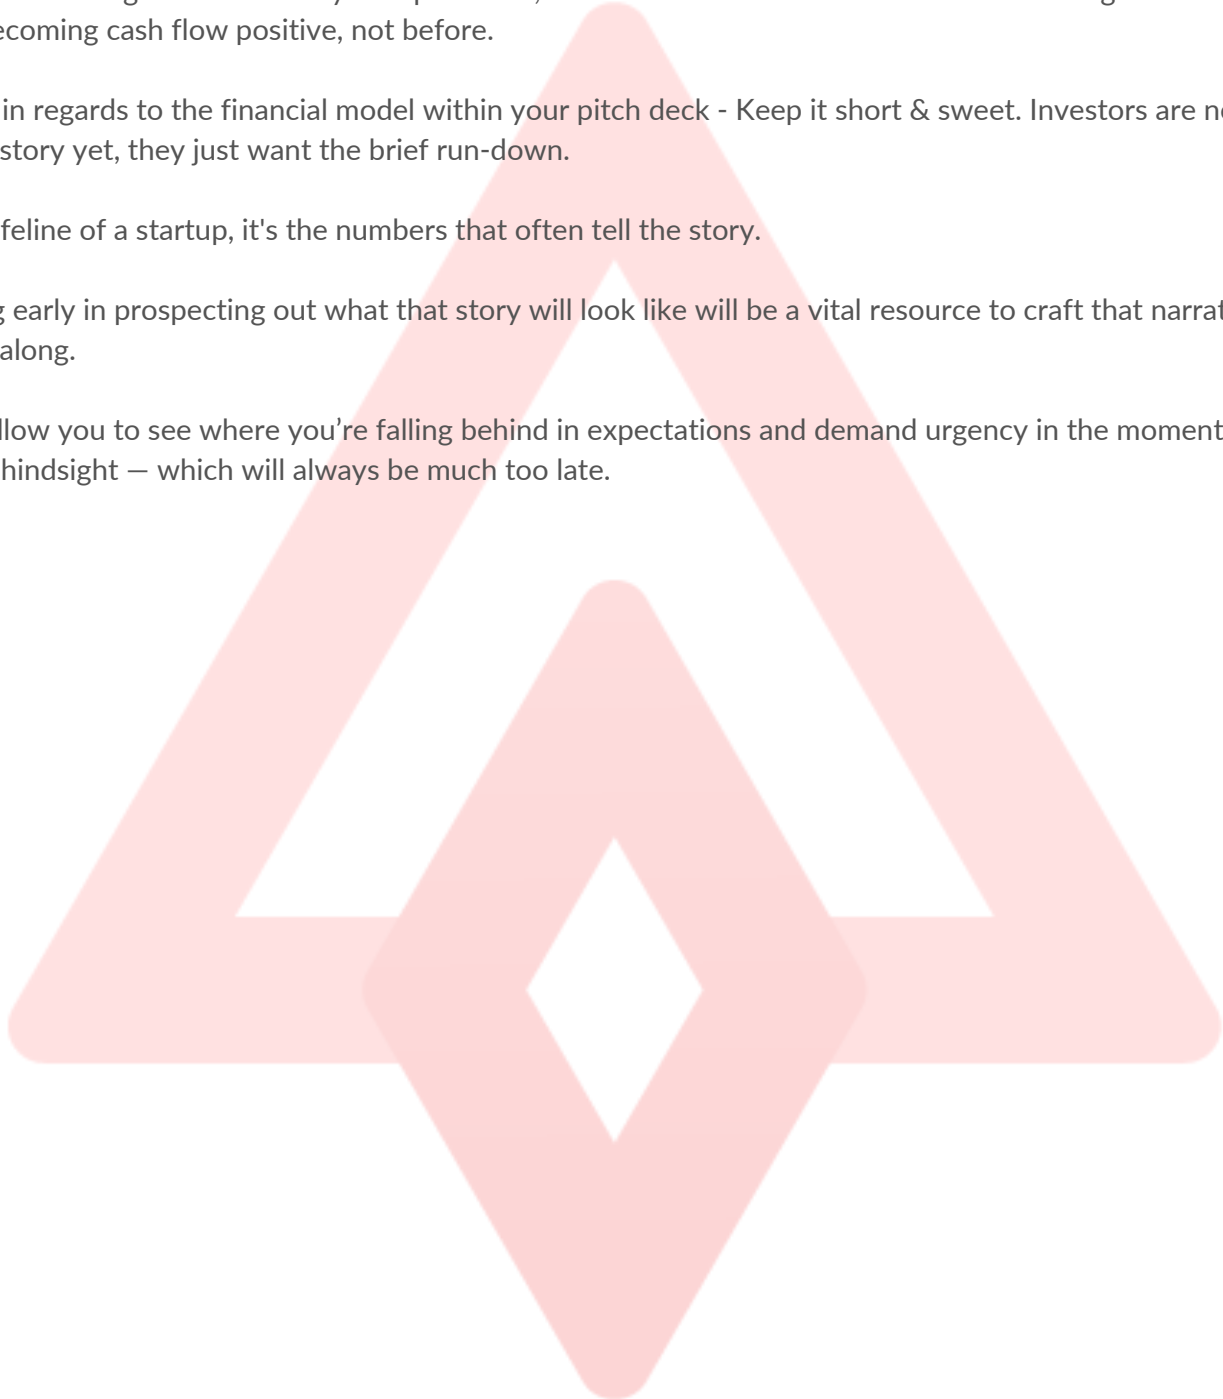 ecoming cash flow positive, not before.
in regards to the financial model within your pitch deck - Keep it short & sweet. Investors are
story yet, they just want the brief run-down.
feline of a startup, it's the numbers that often tell the story.
g early in prospecting out what that story will look like will be a vital resource to craft that narrat
along.
llow you to see where you’re falling behind in expectations and demand urgency in the moment
hindsight — which will always be much too late.